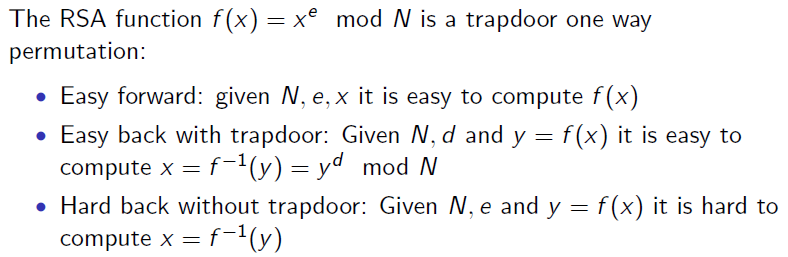 The RSA function f(x) = xᵉ mod N is a trapdoor one way
permutation:
• Easy forward: given N, e, x it is easy to compute f(x)
• Easy back with trapdoor: Given N, d and y = f(x) it is easy to
compute x = f⁻¹(y) = yᵈ mod N
• Hard back without trapdoor: Given N, e and y = f(x) it is hard to
compute x = f⁻¹(y)